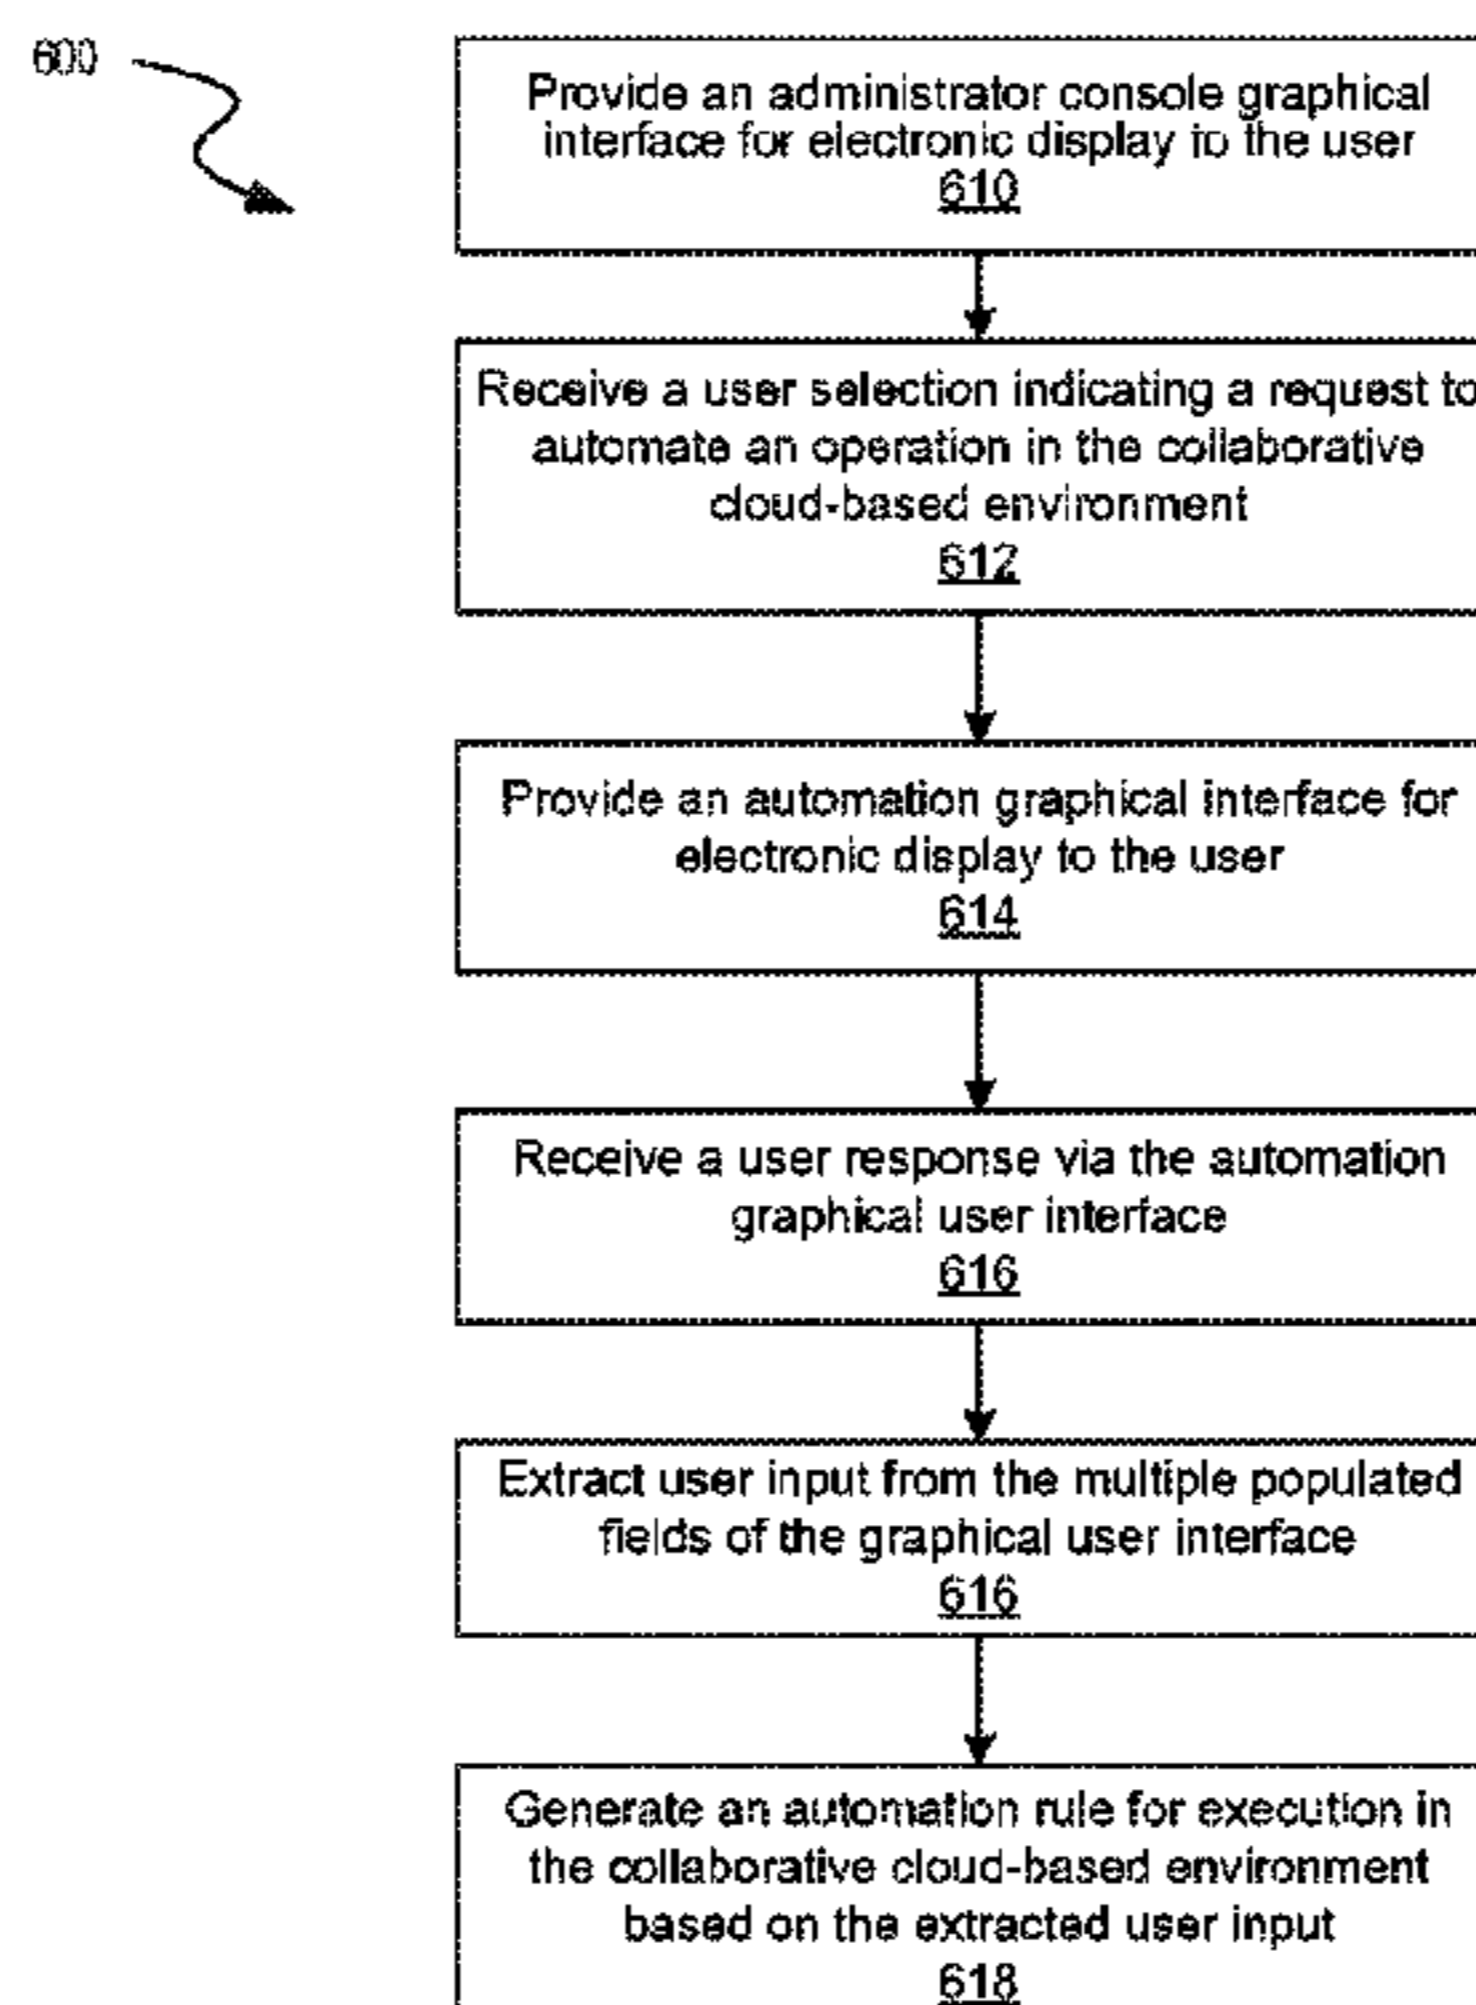 600
Provide an administrator console graphical
interface for electronic display to the user
610
Receive a user selection indicating a request to
automate an operation in the collaborative
cloud-based environment
612
Provide an automation graphical interface for
electronic display to the user
614
Receive a user response via the automation
graphical user interface
616
Extract user input from the multiple populated
fields of the graphical user interface
616
Generate an automation rule for execution in
the collaborative cloud-based environment
based on the extracted user input
618